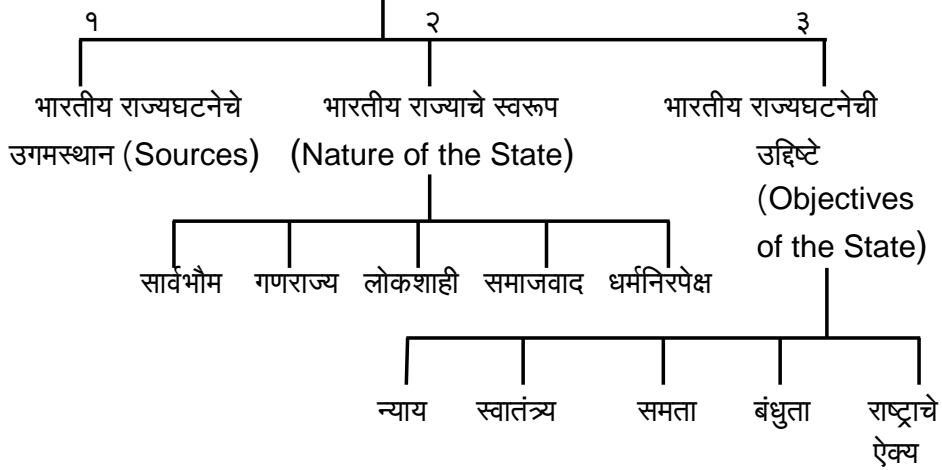 १ २ ३
भारतीय राज्यघटनेचे
उगमस्थान (Sources)
भारतीय राज्याचे स्वरूप
(Nature of the State)
भारतीय राज्यघटनेची
उद्दिष्टे
(Objectives
of the State)
सार्वभौम गणराज्य लोकशाही समाजवाद धर्मनिरपेक्ष
न्याय स्वातंत्र्य समता बंधुता राष्ट्राचे
ऐक्य